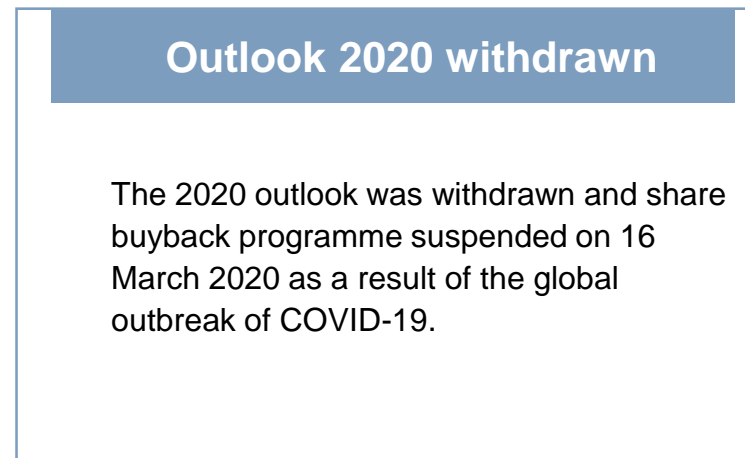 Outlook 2020 withdrawn
The 2020 outlook was withdrawn and share
buyback programme suspended on 16
March 2020 as a result of the global
outbreak of COVID-19.